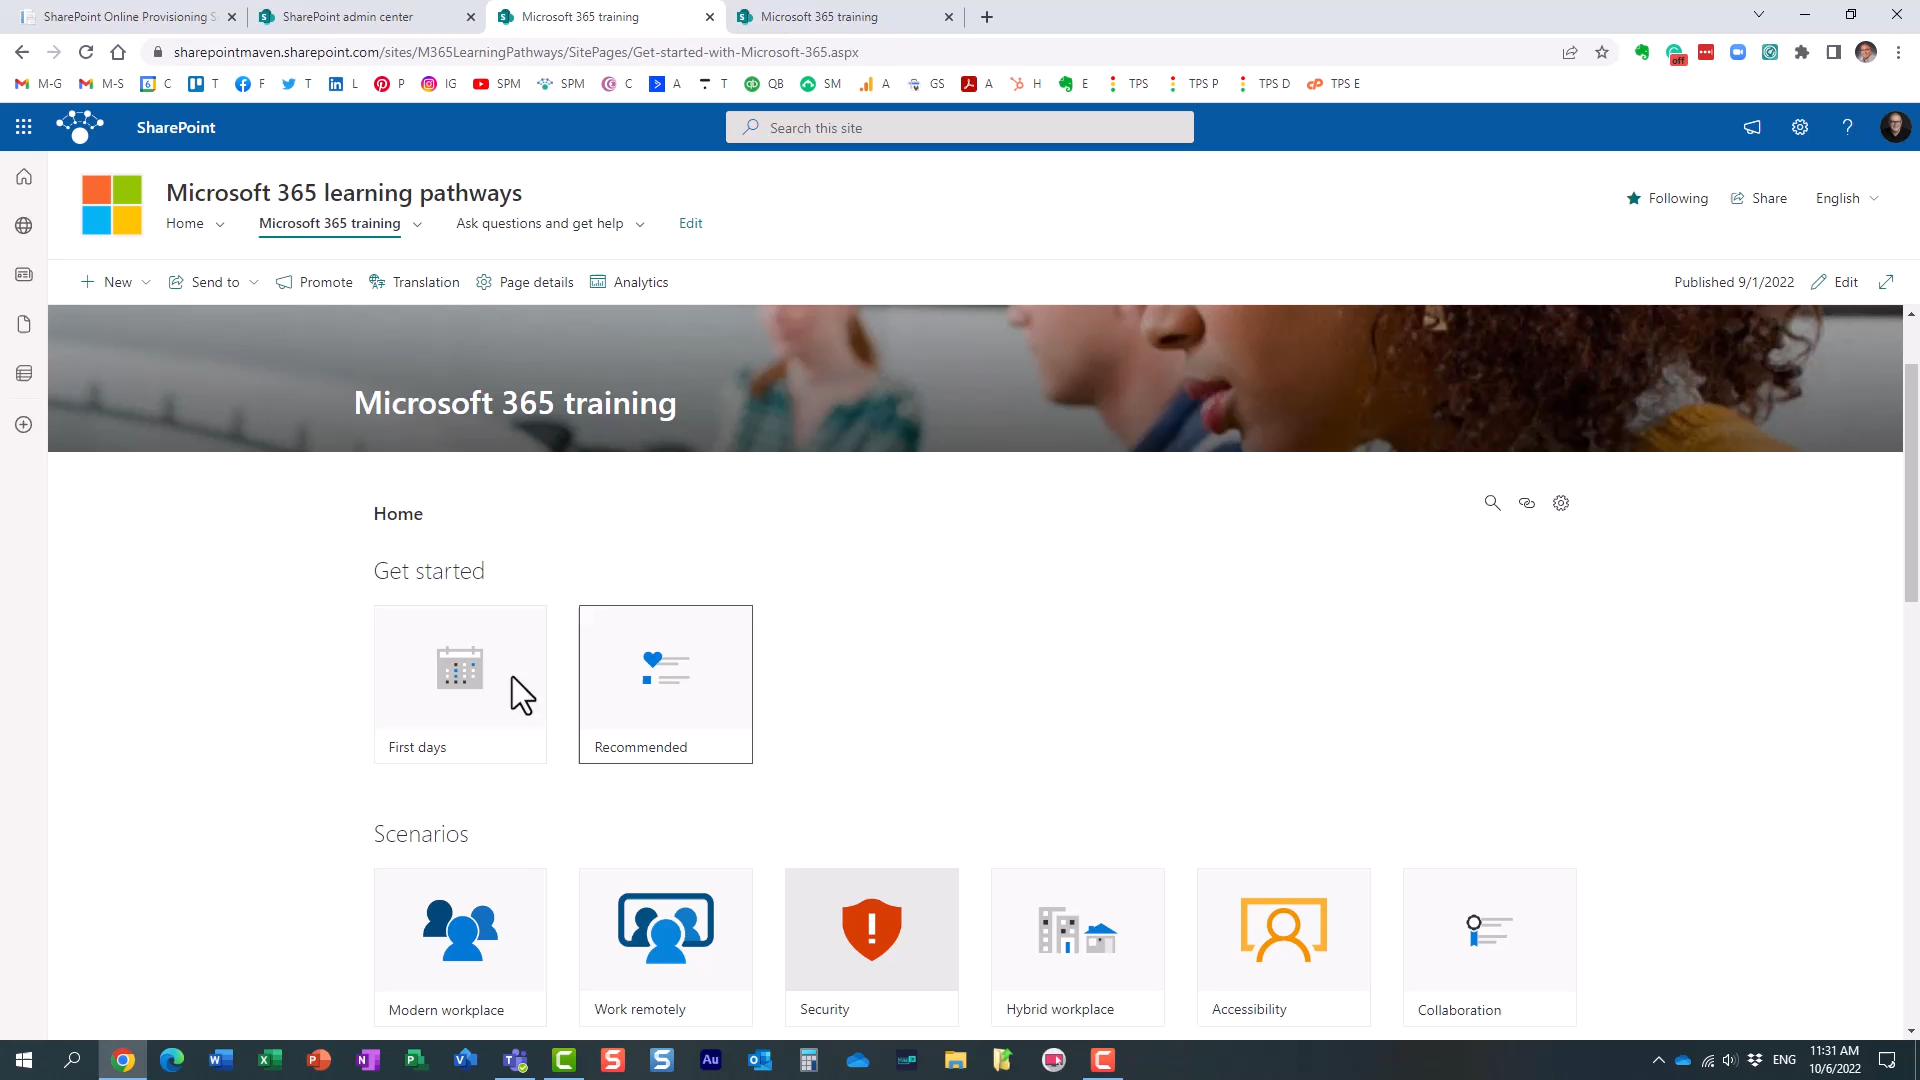 SharePoint Online Provisioning S
SharePoint admin center
Microsoft 365 training
Microsoft 365 training
sharepointmaven.sharepoint.com/sites/M365LearningPathways/SitePages/Get-started-with-Microsoft-365.aspx
off
M-G
M-S
C
T
F
T
L
P
IG
SPM
SPM
C
A
T
QB
SM
A
GS
A
H
E
TPS
TPS P
TPS D
TPS E
SharePoint
Search this site
Microsoft 365 learning pathways
Home
Microsoft 365 training
Ask questions and get help
Edit
Following
Share
English
New
Send to
Promote
Translation
Page details
Analytics
Published 9/1/2022
Edit
Microsoft 365 training
Home
Get started
First days
Recommended
Scenarios
Modern workplace
Work remotely
Security
Hybrid workplace
Accessibility
Collaboration
ENG
11:31 AM
10/6/2022